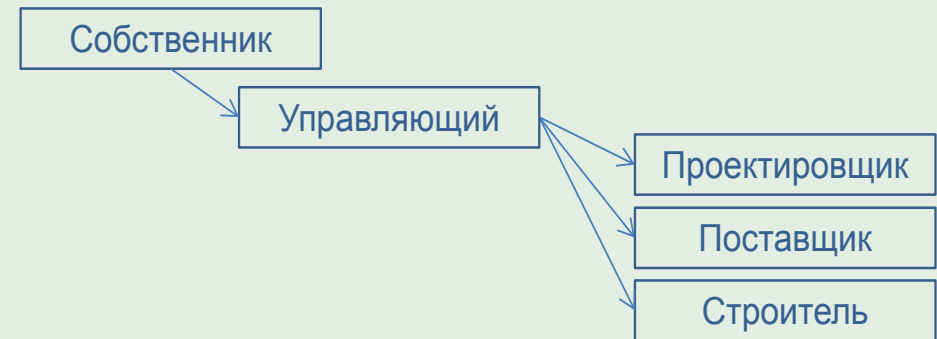 Собственник
Управляющий
Проектировщик
Поставщик
Строитель